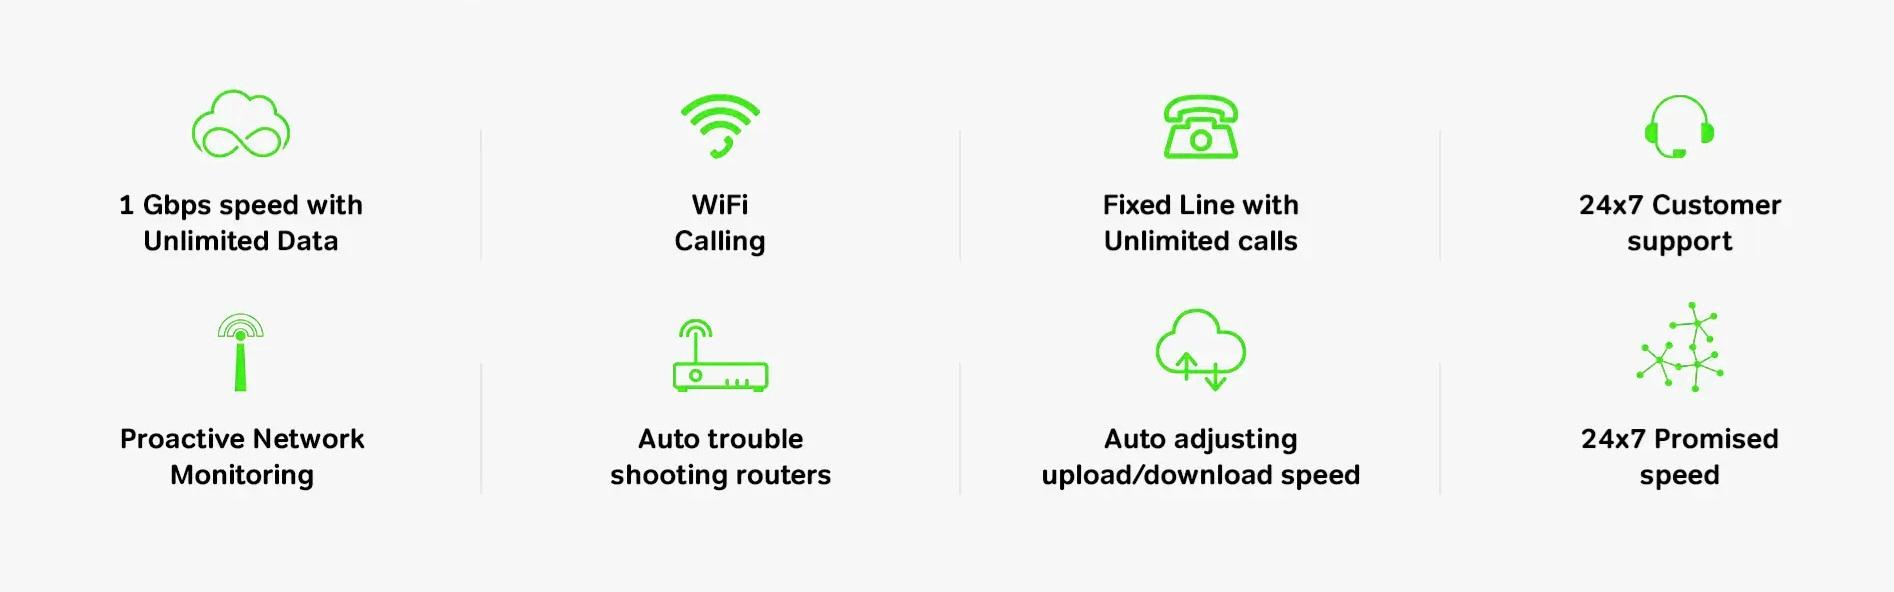 1 Gbps speed with
Unlimited Data
WiFi
Calling
Fixed Line with
Unlimited calls
24x7 Customer
support
Proactive Network
Monitoring
Auto trouble
shooting routers
Auto adjusting
upload/download speed
24x7 Promised
speed